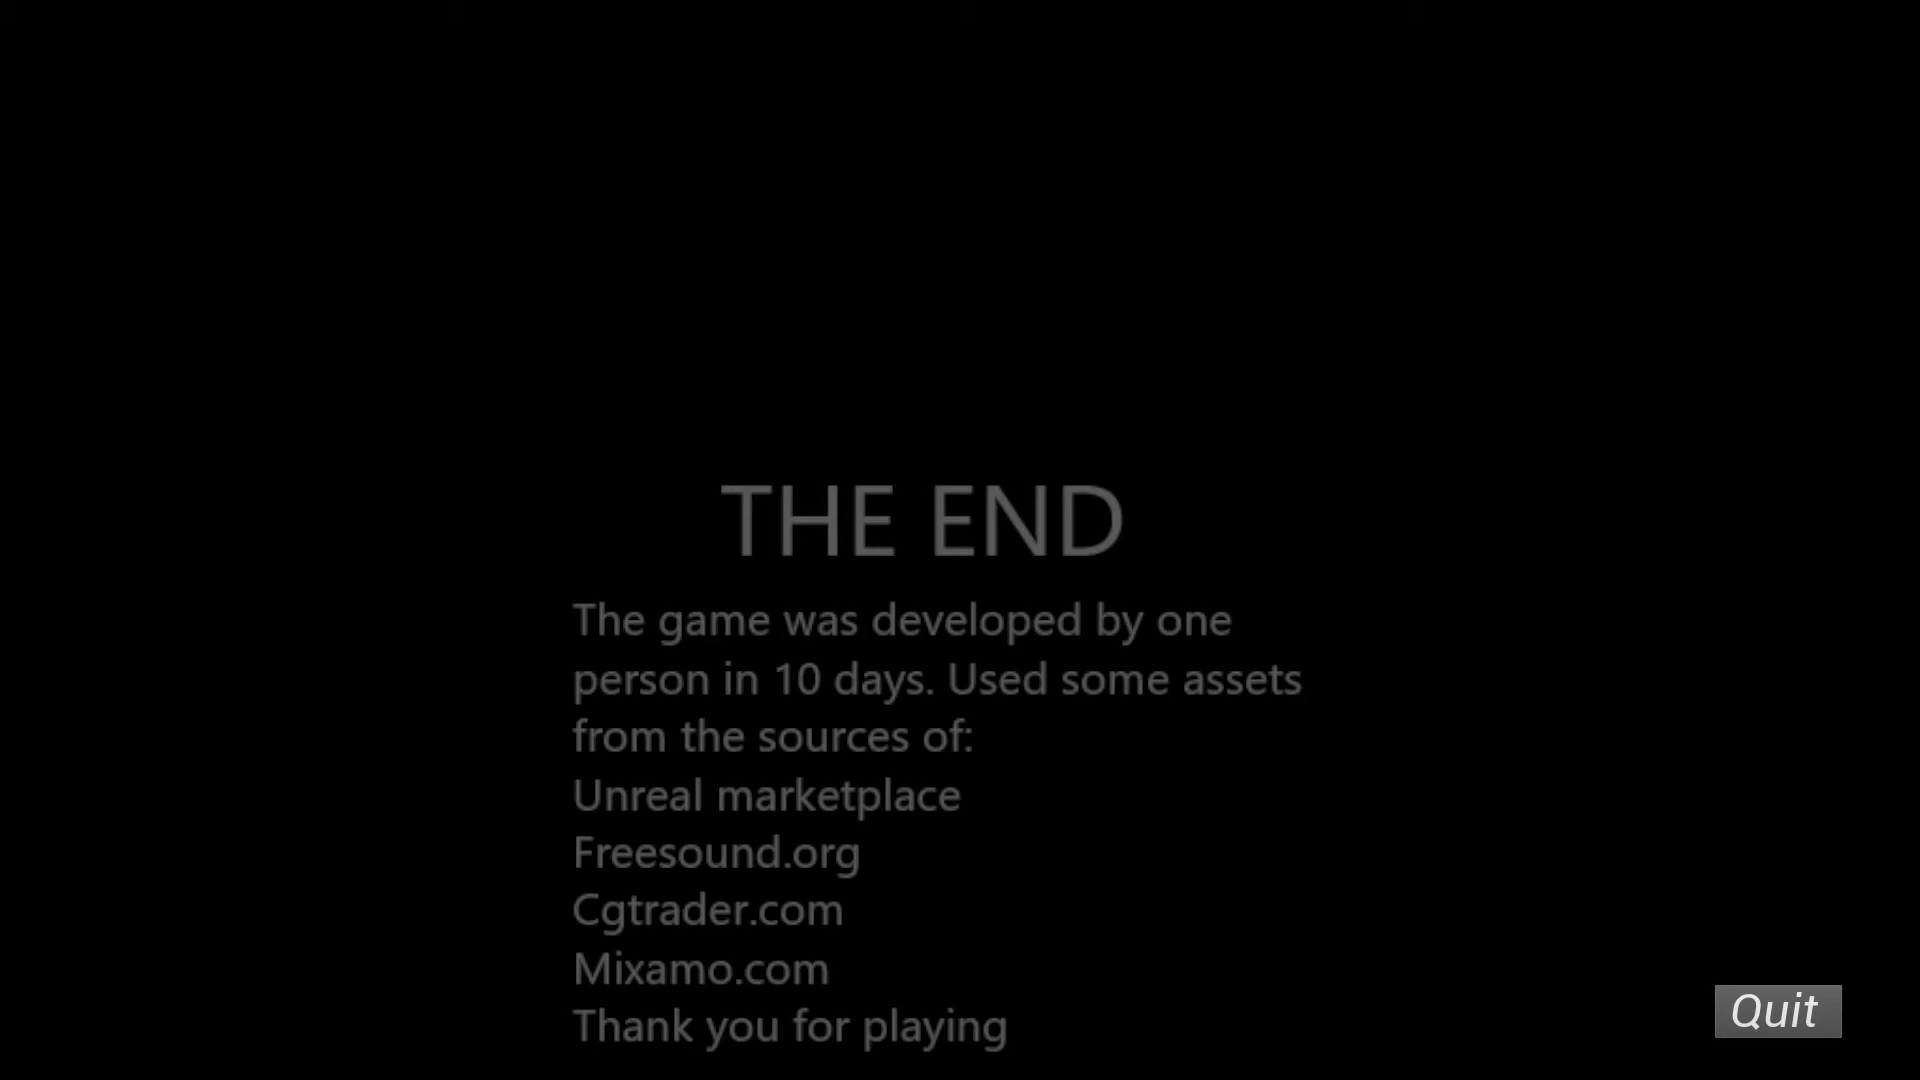 THE END
The game was developed by one
person in 10 days. Used some assets
from the sources of:
Unreal marketplace
Freesound.org
Cgtrader.com
Mixamo.com
Thank you for playing
Quit